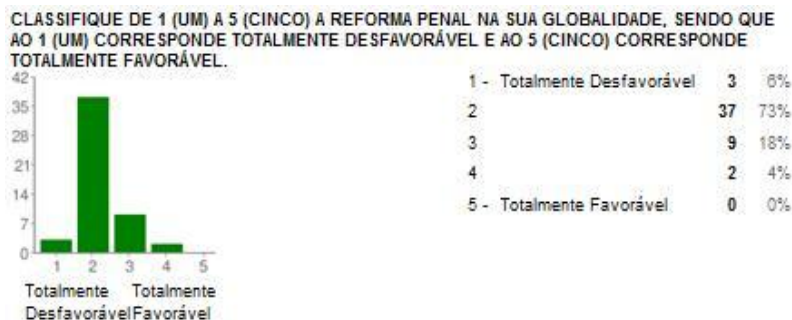 CLASSIFIQUE DE 1 (UM) A 5 (CINCO) A REFORMA PENAL NA SUA GLOBALIDADE, SENDO QUE
AO 1 (UM) CORRESPONDE TOTALMENTE DESFAVORÁVEL E AO 5 (CINCO) CORRESPONDE
TOTALMENTE FAVORÁVEL.
42
35
28
21
14
7
0
1 2 3 4 5
Totalmente Totalmente
Desfavorável Favorável
1 - Totalmente Desfavorável 3 6%
2 37 73%
3 9 18%
4 2 4%
5 - Totalmente Favorável 0 0%